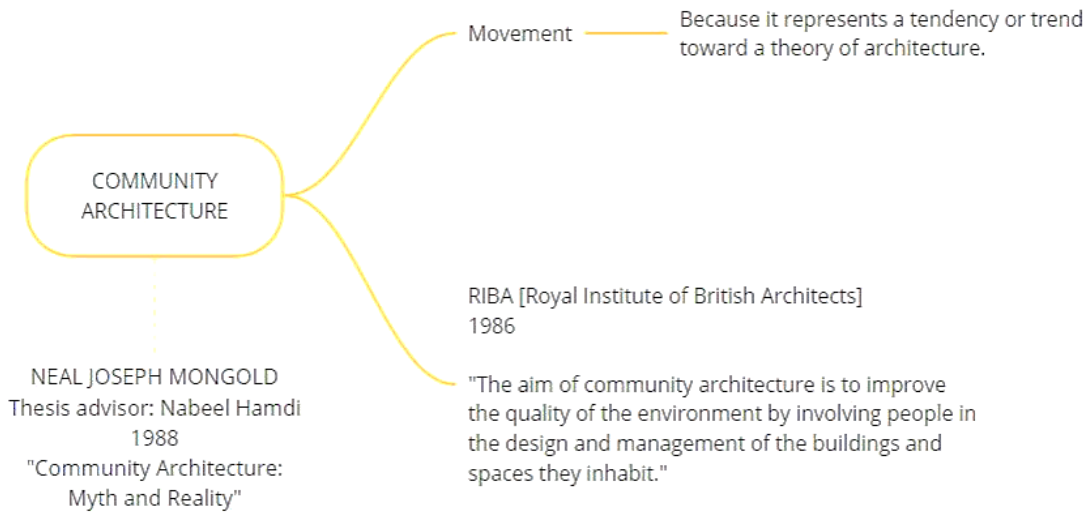 Movement
Because it represents a tendency or trend
toward a theory of architecture.
COMMUNITY
ARCHITECTURE
RIBA [Royal Institute of British Architects]
1986
"The aim of community architecture is to improve
the quality of the environment by involving people in
the design and management of the buildings and
spaces they inhabit."
NEAL JOSEPH MONGOLD
Thesis advisor: Nabeel Hamdi
1988
"Community Architecture:
Myth and Reality"